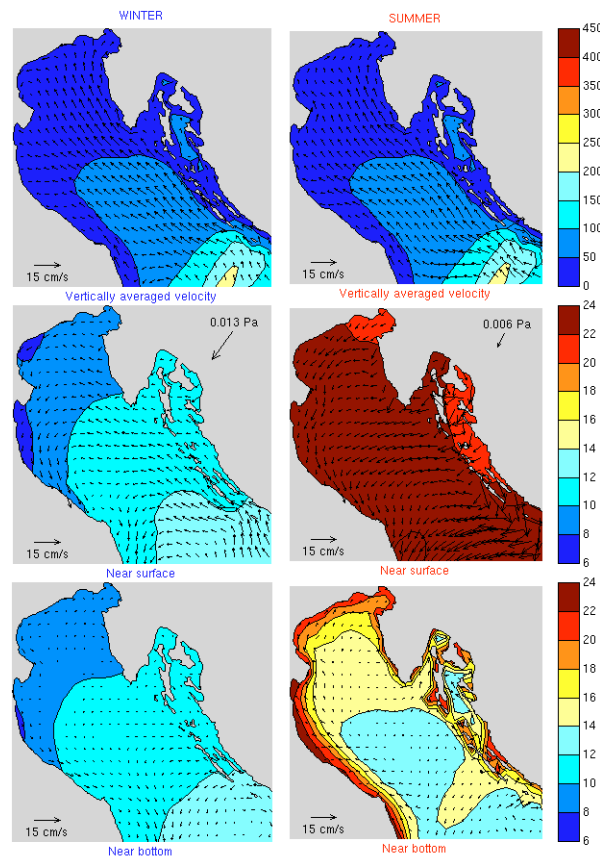 WINTER
SUMMER
450
400
350
300
250
200
150
100
50
0
15 cm/s
15 cm/s
Vertically averaged velocity
Vertically averaged velocity
0.013 Pa
0.006 Pa
24
22
20
18
16
14
12
10
8
6
15 cm/s
15 cm/s
Near surface
Near surface
24
22
20
18
16
14
12
10
8
6
15 cm/s
15 cm/s
Near bottom
Near bottom